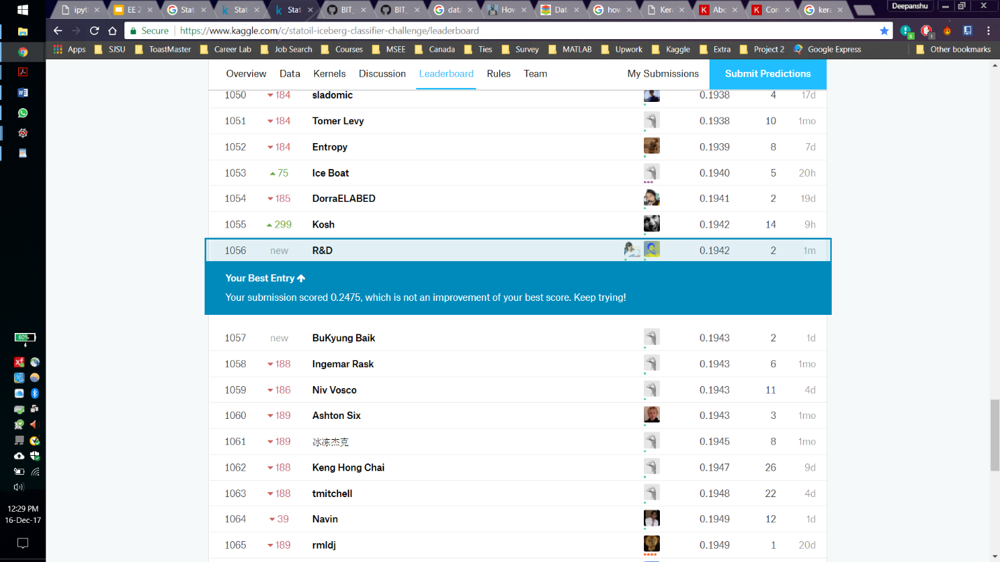 ipyt
EE 2
Stat
Stat
Stat
BIT_
BIT_
data
How
Dat
how
Kera
Abo
Con
kera
Deepanshu
Secure https://www.kaggle.com/c/statoil-iceberg-classifier-challenge/leaderboard
8
1
Apps SJSU ToastMaster Career Lab Job Search Courses MSEE Canada Ties Survey MATLAB Upwork Kaggle Extra Project 2 Google Express Other bookmarks
Overview Data Kernels Discussion Leaderboard Rules Team My Submissions Submit Predictions
1050 184 sladomic 0.1938 4 17d
1051 184 Tomer Levy 0.1938 10 1mo
1052 184 Entropy 0.1939 8 7d
1053 75 Ice Boat 0.1940 5 20h
1054 185 DorraELABED 0.1941 2 19d
1055 299 Kosh 0.1942 14 9h
1056 new R&D 0.1942 2 1m
Your Best Entry
Your submission scored 0.2475, which is not an improvement of your best score. Keep trying!
1057 new BuKyung Baik 0.1943 2 1d
1058 188 Ingemar Rask 0.1943 6 1mo
1059 186 Niv Vosco 0.1943 11 4d
1060 189 Ashton Six 0.1943 3 1mo
1061 189 冰冻杰克 0.1945 8 1mo
1062 188 Keng Hong Chai 0.1947 26 9d
1063 188 tmitchell 0.1948 22 4d
1064 39 Navin 0.1949 12 1d
1065 189 rmldj 0.1949 1 20d
60%
12:29 PM
16-Dec-17